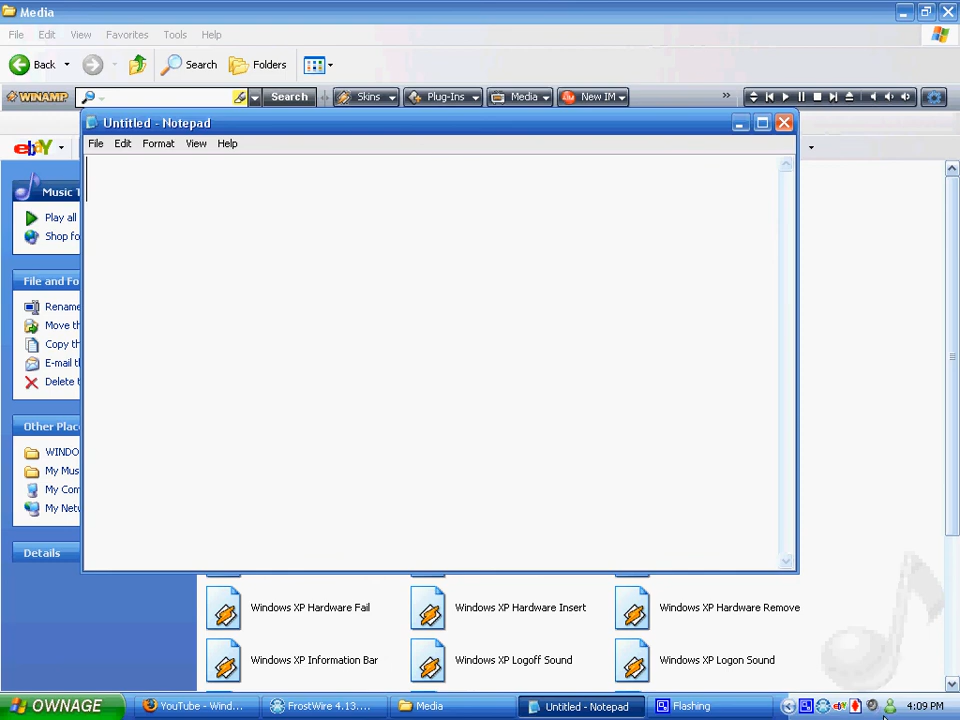 Media
File Edit View Favorites Tools Help
Back Search Folders
WINAMP Search Skins Plug-Ins Media New IM »
Untitled - Notepad
File Edit Format View Help
ebY
Music T
Play all
Shop fo
File and Fo
Rename
Move th
Copy th
E-mail t
Delete t
Other Plac
WINDO
My Mus
My Com
My Netw
Details
Windows XP Hardware Fail Windows XP Hardware Insert Windows XP Hardware Remove
Windows XP Information Bar Windows XP Logoff Sound Windows XP Logon Sound
OWNAGE YouTube - Wind... FrostWire 4.13.... Media Untitled - Notepad Flashing 4:09 PM